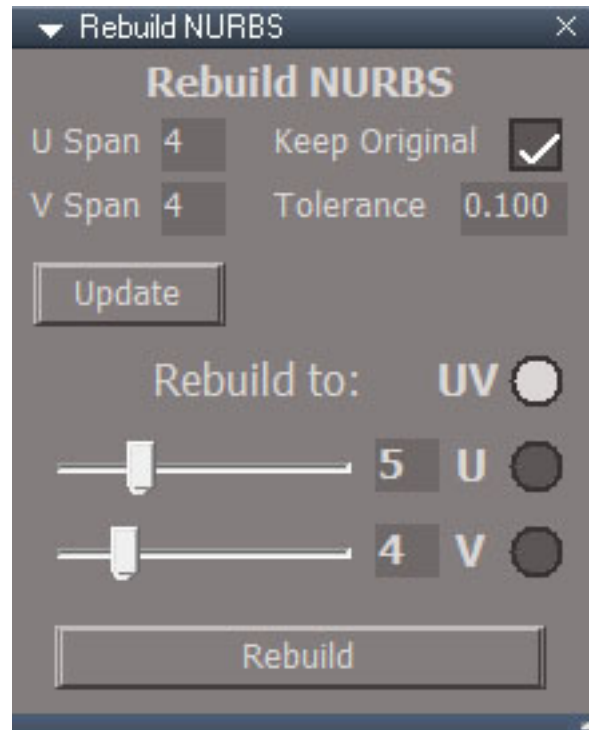 Rebuild NURBS
Rebuild NURBS
U Span 4 Keep Original
V Span 4 Tolerance 0.100
Update
Rebuild to: UV
5 U
4 V
Rebuild